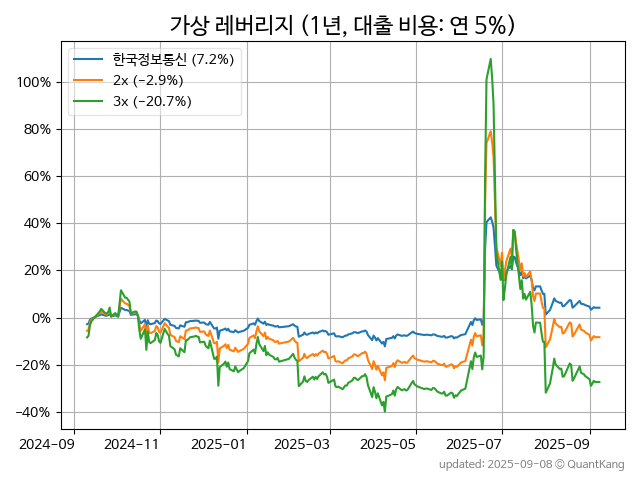 가상 레버리지 (1년, 대출 비용: 연 5%)
한국정보통신 (7.2%)
2x (-2.9%)
3x (-20.7%)
100%
80%
60%
40%
20%
0%
-20%
-40%
2024-09 2024-11 2025-01 2025-03 2025-05 2025-07 2025-09
updated: 2025-09-08 © QuantKang